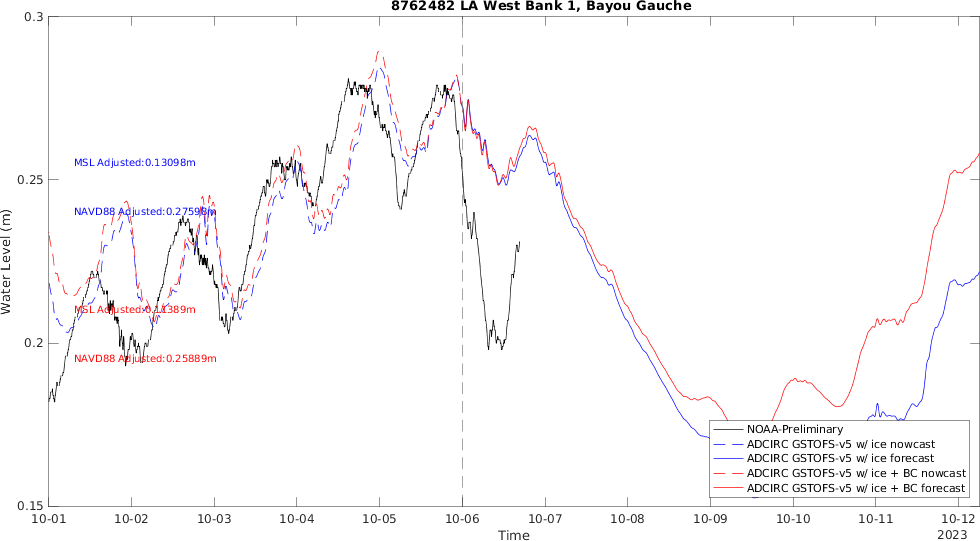 8762482 LA West Bank 1, Bayou Gauche
0.3
0.25
0.2
0.15
Water Level (m)
MSL Adjusted:0.13098m
NAVD88 Adjusted:0.27598m
MSL Adjusted:0.11389m
NAVD88 Adjusted:0.25889m
NOAA-Preliminary
ADCIRC GSTOFS-v5 w/ ice nowcast
ADCIRC GSTOFS-v5 w/ ice forecast
ADCIRC GSTOFS-v5 w/ ice + BC nowcast
ADCIRC GSTOFS-v5 w/ ice + BC forecast
10-01 10-02 10-03 10-04 10-05 10-06 10-07 10-08 10-09 10-10 10-11 10-12
Time
2023